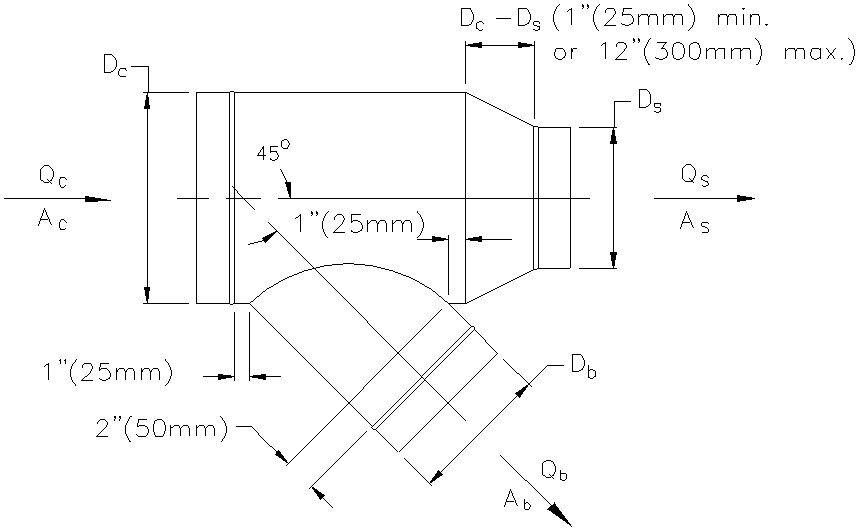 D_c – D_s (1"(25mm) min.
or 12"(300mm) max.)
D_c
D_s
45°
Q_c
A_c
Q_s
A_s
1"(25mm)
1"(25mm)
D_b
2"(50mm)
Q_b
A_b